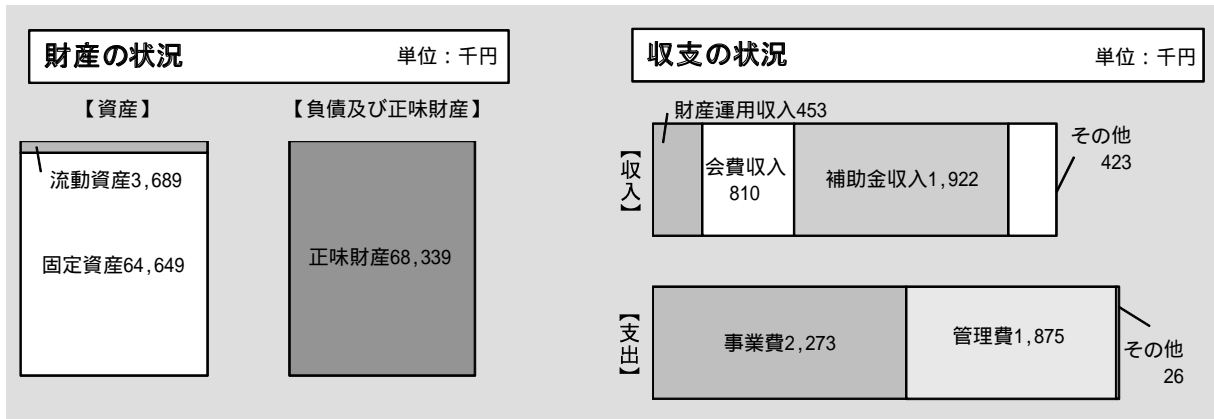 財産の状況
単位：千円
【資産】
【負債及び正味財産】
流動資産3,689
固定資産64,649
正味財産68,339
収支の状況
単位：千円
【収入】
財産運用収入453
会費収入
810
補助金収入1,922
その他
423
【支出】
事業費2,273
管理費1,875
その他
26